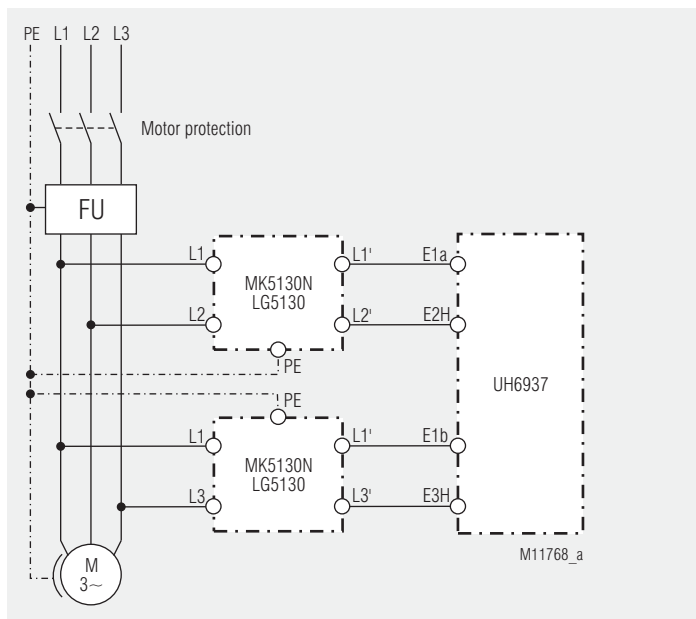 PE L1 L2 L3
Motor protection
FU
L1 L1' E1a
MK5130N
LG5130
L2 L2' E2H
PE
UH6937
PE
L1 L1' E1b
MK5130N
LG5130
L3 L3' E3H
M11768_a
M
3~